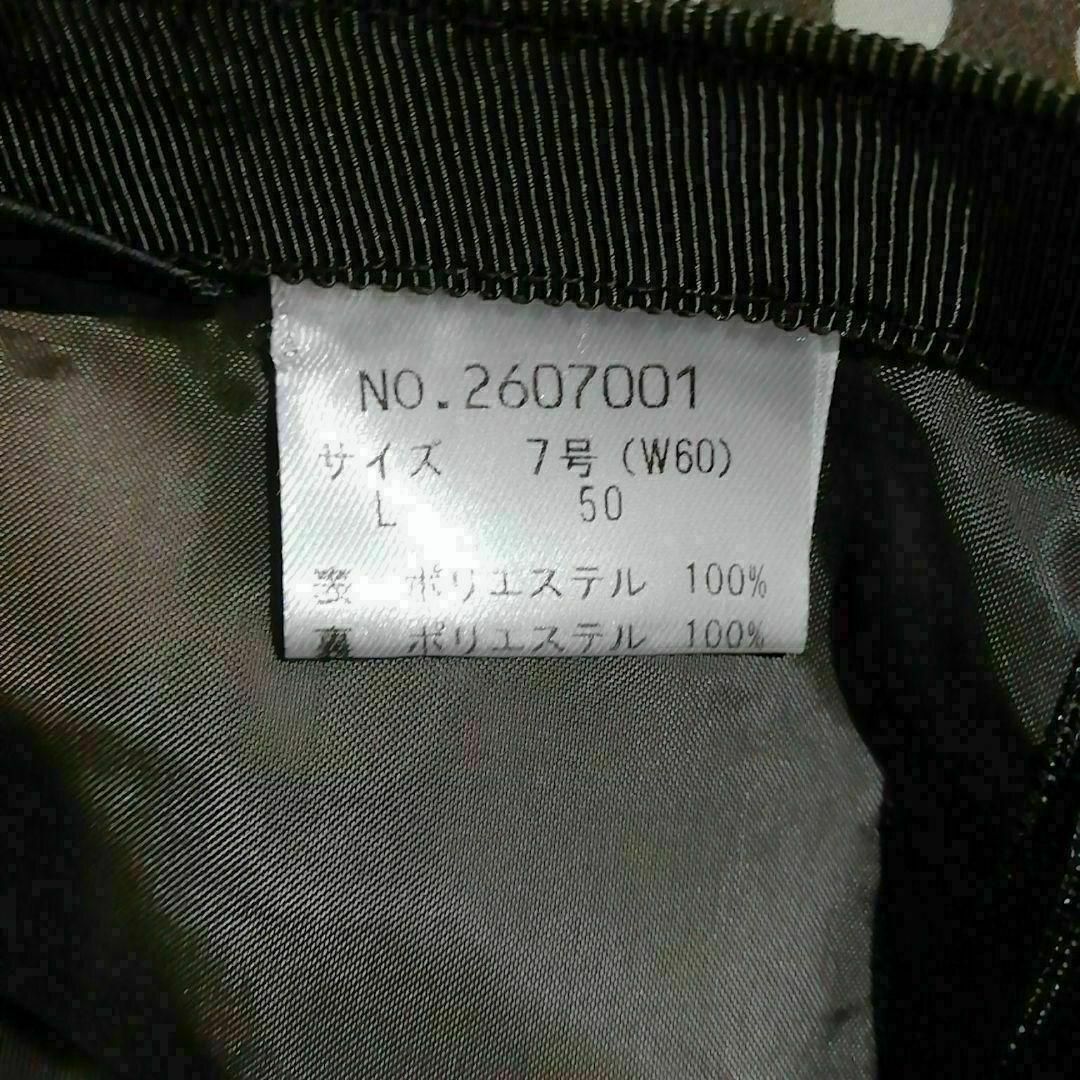 NO.2607001
サイズ 7号(W60)
L 50
表 ポリエステル 100%
裏 ポリエステル 100%